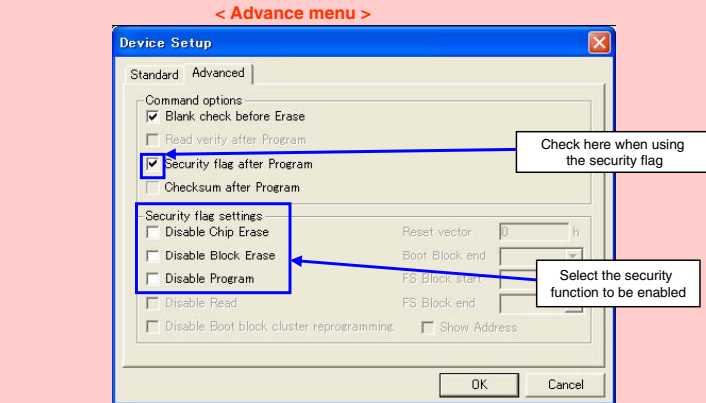 < Advance menu >
Device Setup
Standard Advanced
Command options
Blank check before Erase
Read verify after Program
Check here when using
the security flag
Security flag after Program
Checksum after Program
Security flag settings
Disable Chip Erase Reset vector 0 h
Disable Block Erase Boot Block end
Disable Program FS Block start
Select the security
function to be enabled
Disable Read FS Block end
Disable Boot block cluster reprogramming Show Address
OK Cancel